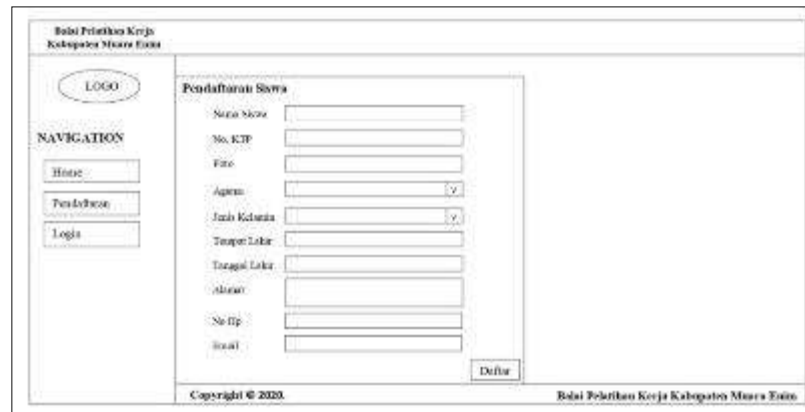 Balai Pelatihan Kerja
Kabupaten Muara Enim
LOGO
NAVIGATION
Home
Pendaftaran
Login
Pendaftaran Siswa
Nama Siswa
No. KTP
Foto
Agama
v
Jenis Kelamin
v
Tempat Lahir
Tanggal Lahir
Alamat
No Hp
Email
Daftar
Copyright © 2020.
Balai Pelatihan Kerja Kabupaten Muara Enim